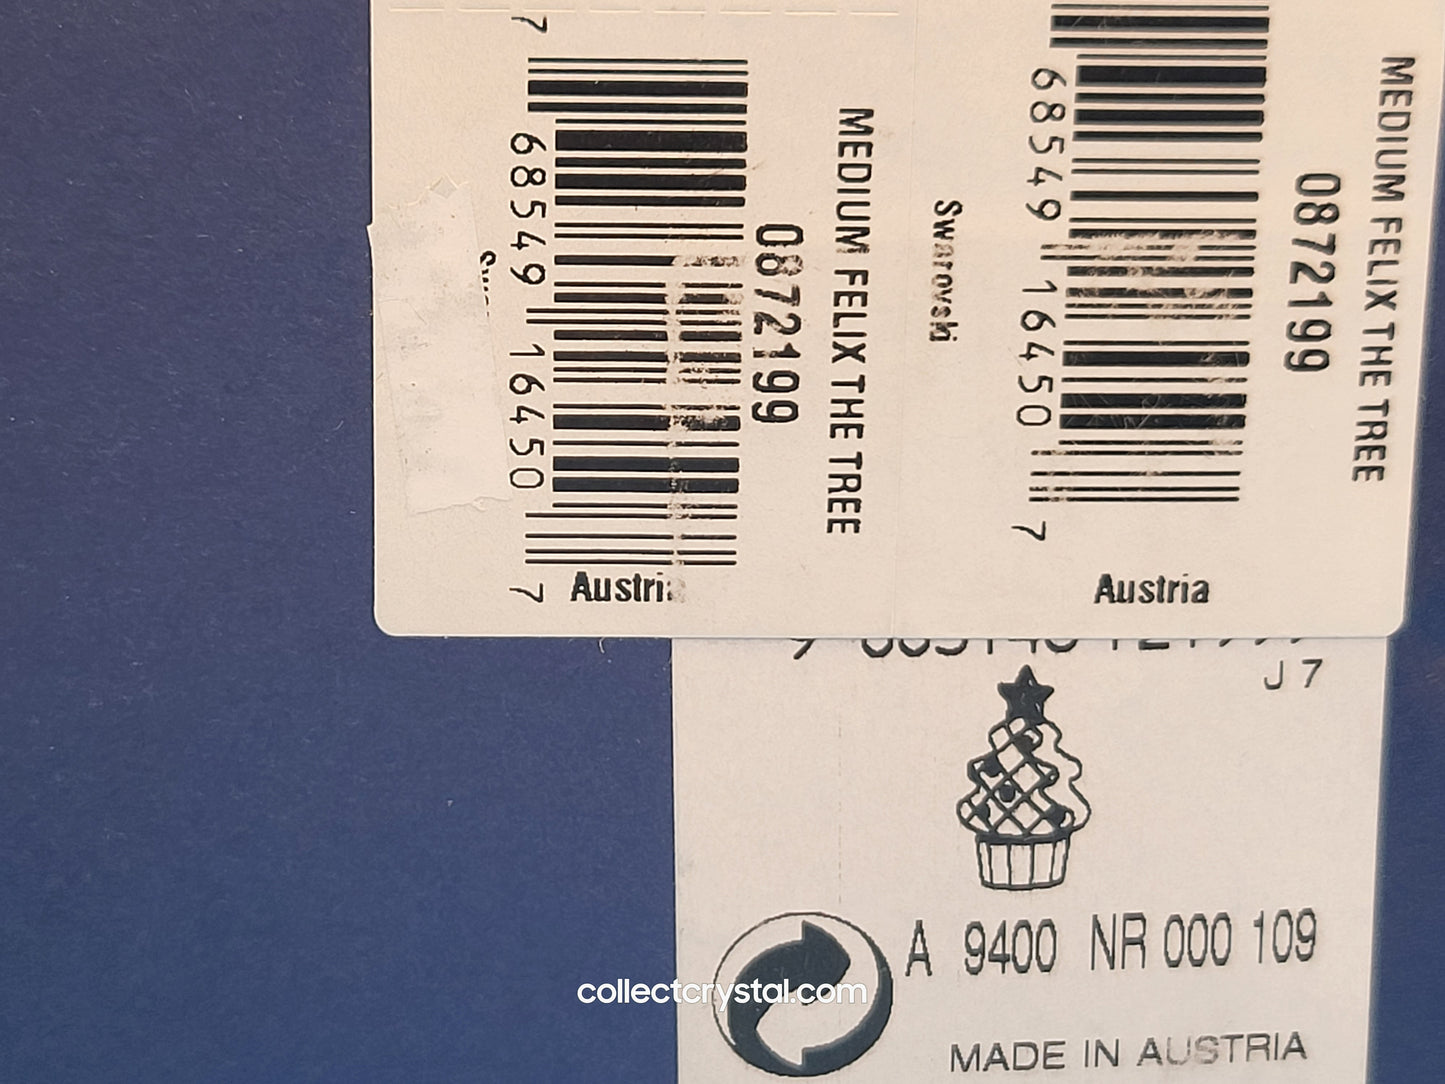 7
68549 16450
7
0872199
MEDIUM FELIX THE TREE
Austria
Swarovski
68549 16450
7
0872199
MEDIUM FELIX THE TREE
Austria
J 7
A 9400 NR 000 109
collectcrystal.com
MADE IN AUSTRIA